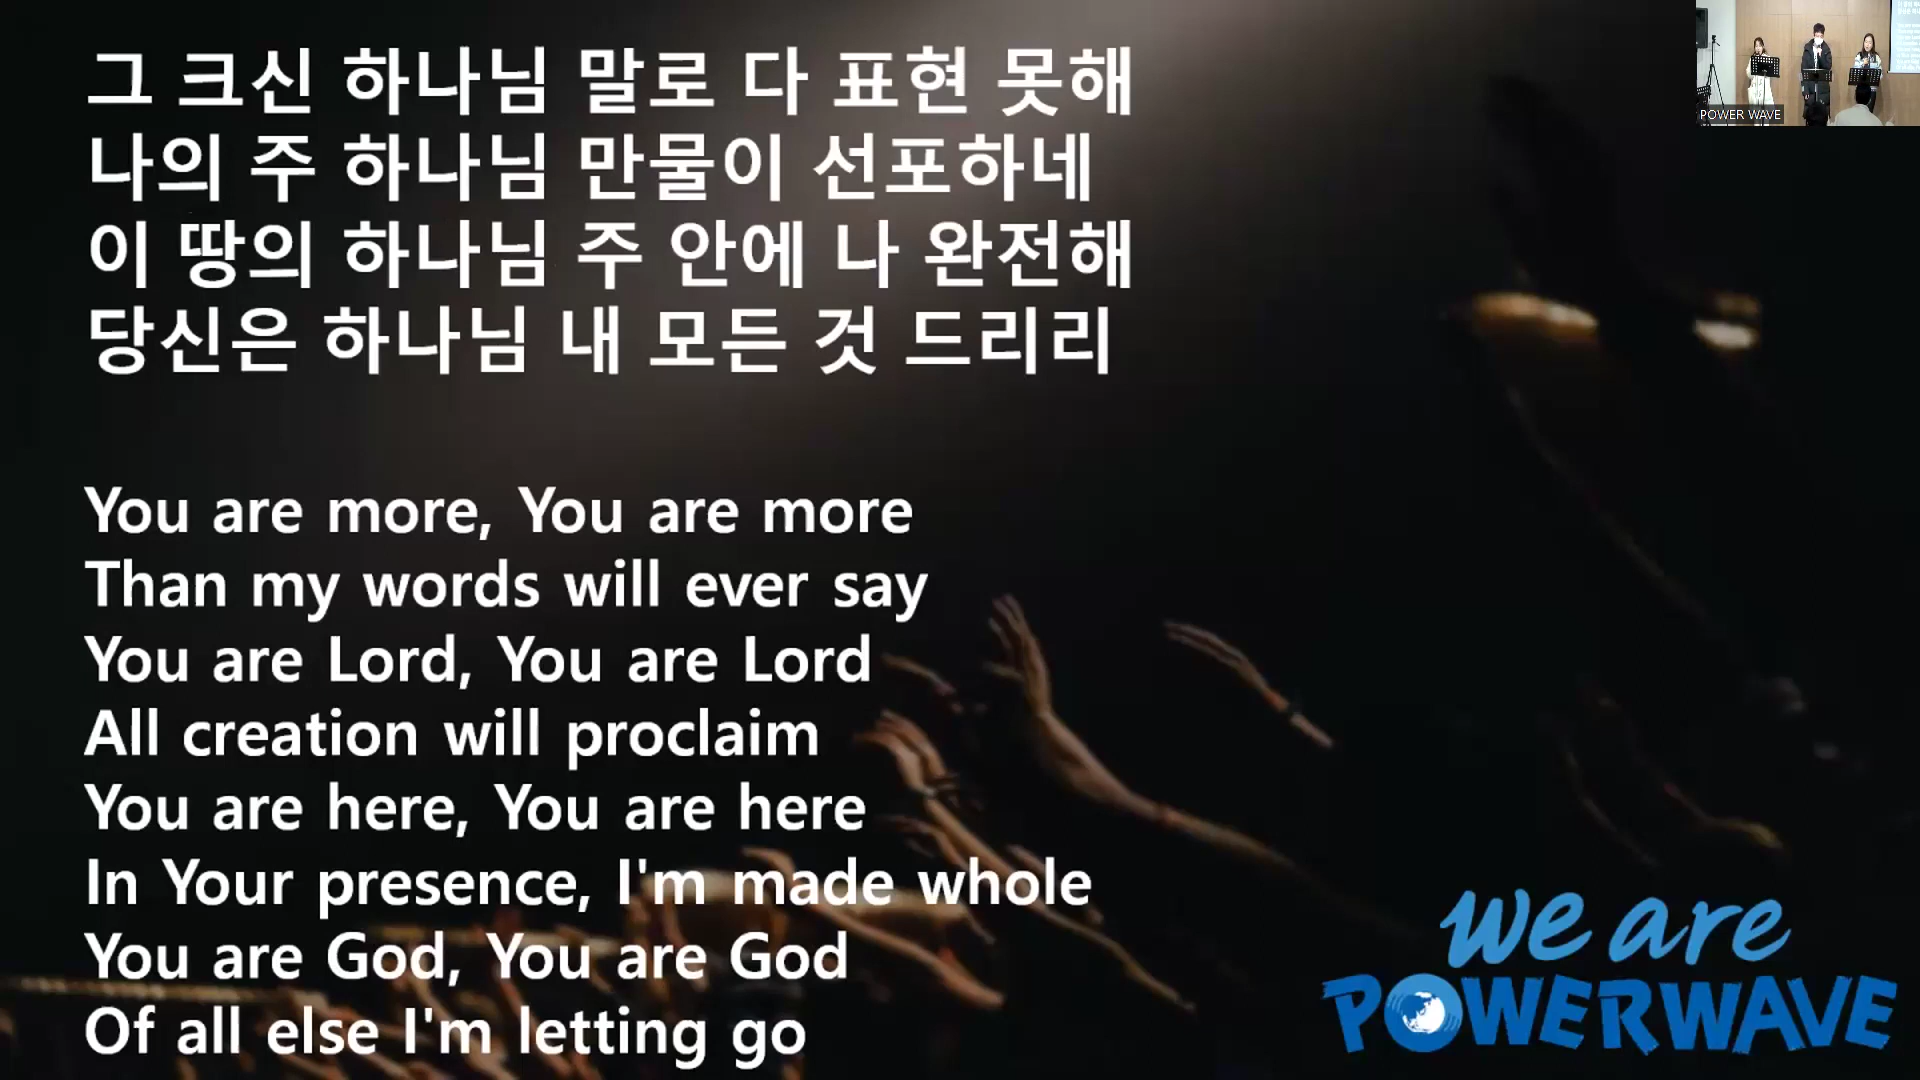 그 크신 하나님 말로 다 표현 못해
나의 주 하나님 만물이 선포하네
이 땅의 하나님 주 안에 나 완전해
당신은 하나님 내 모든 것 드리리
You are more, You are more
Than my words will ever say
You are Lord, You are Lord
All creation will proclaim
You are here, You are here
In Your presence, I'm made whole
You are God, You are God
Of all else I'm letting go
POWER WAVE
we are
POWERWAVE